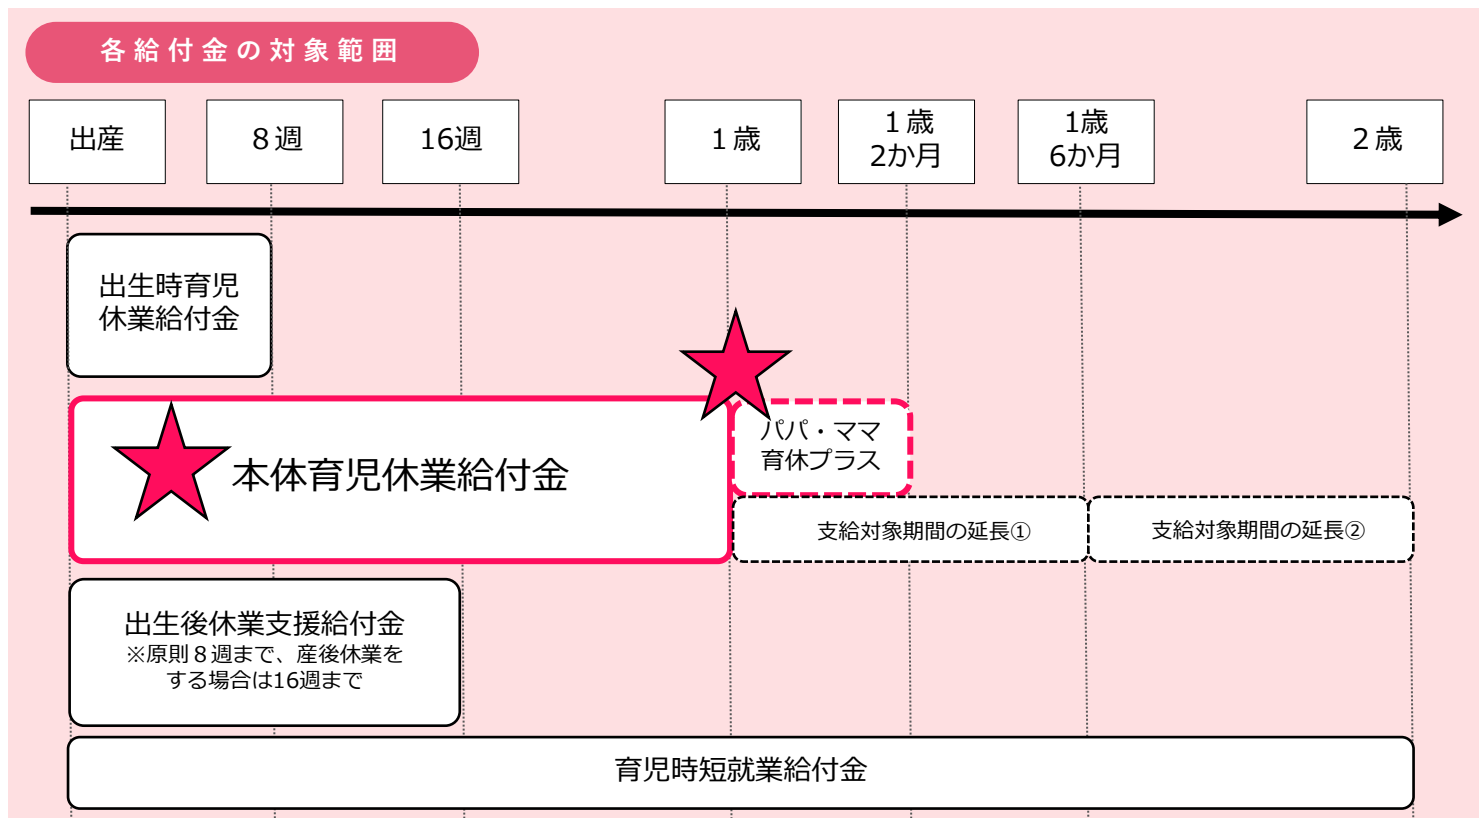 各給付金の対象範囲
出産
８週
16週
１歳
１歳
2か月
1歳
6か月
２歳
出生時育児
休業給付金
本体育児休業給付金
パパ・ママ
育休プラス
支給対象期間の延長①
支給対象期間の延長②
出生後休業支援給付金
※原則８週まで、産後休業を
する場合は16週まで
育児時短就業給付金